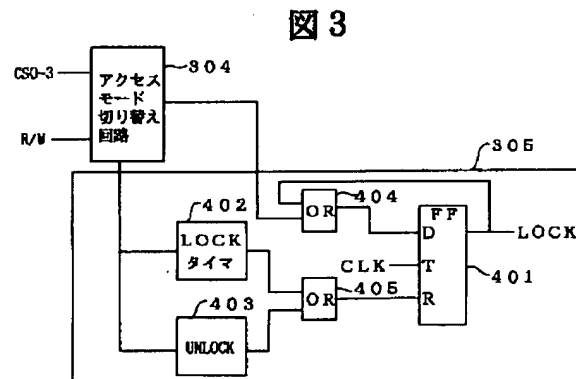 図3
CS0-3
R/W
アクセス
モード
切り替え
回路
304
305
404
OR
402
LOCK
タイマ
403
UNLOCK
OR
405
FF
D
T
R
CLK
LOCK
401